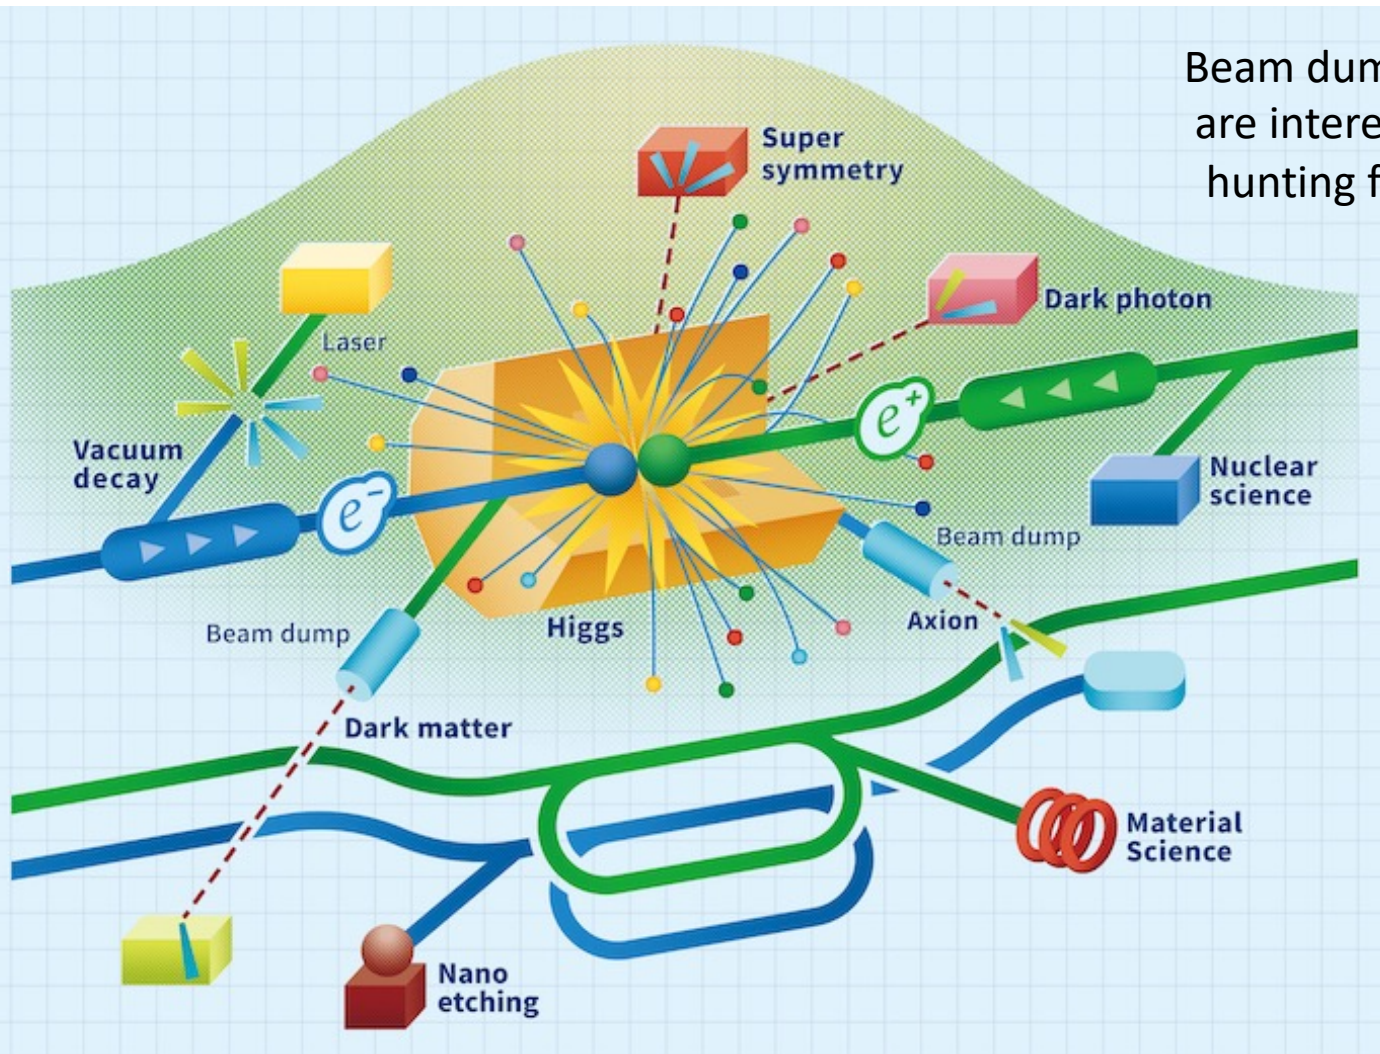 Beam dum
are intere
hunting f
Super
symmetry
Dark photon
Laser
Vacuum
decay
e⁺
e⁻
Nuclear
science
Beam dump
Axion
Higgs
Beam dump
Dark matter
Material
Science
Nano
etching